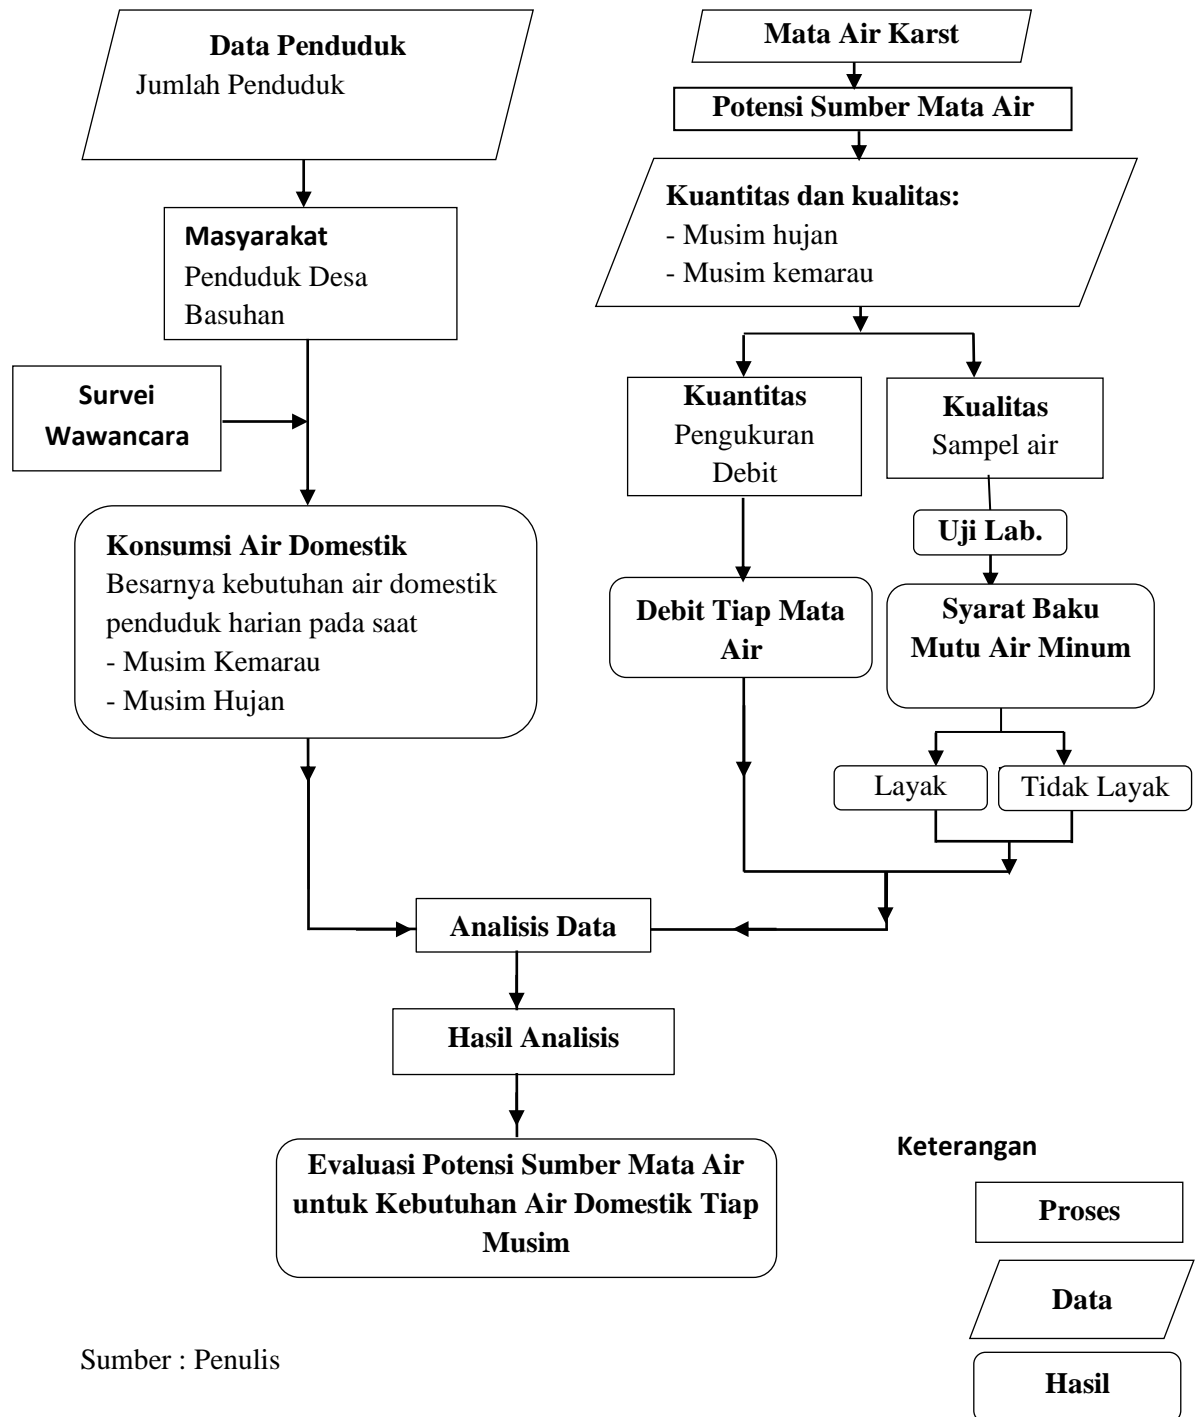 Data Penduduk
Jumlah Penduduk
Masyarakat
Penduduk Desa
Basuhan
Survei
Wawancara
Konsumsi Air Domestik
Besarnya kebutuhan air domestik
penduduk harian pada saat
- Musim Kemarau
- Musim Hujan
Mata Air Karst
Potensi Sumber Mata Air
Kuantitas dan kualitas:
- Musim hujan
- Musim kemarau
Kuantitas
Pengukuran
Debit
Kualitas
Sampel air
Uji Lab.
Debit Tiap Mata
Air
Syarat Baku
Mutu Air Minum
Layak
Tidak Layak
Analisis Data
Hasil Analisis
Evaluasi Potensi Sumber Mata Air
untuk Kebutuhan Air Domestik Tiap
Musim
Keterangan
Proses
Data
Hasil
Sumber : Penulis